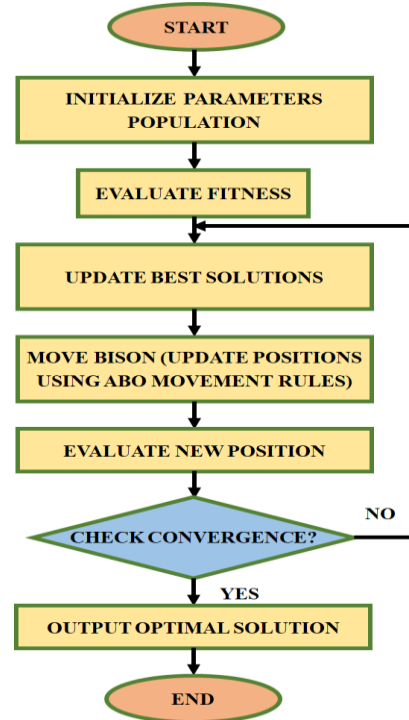 START
INITIALIZE PARAMETERS
POPULATION
EVALUATE FITNESS
UPDATE BEST SOLUTIONS
MOVE BISON (UPDATE POSITIONS
USING ABO MOVEMENT RULES)
EVALUATE NEW POSITION
CHECK CONVERGENCE?
NO
YES
OUTPUT OPTIMAL SOLUTION
END